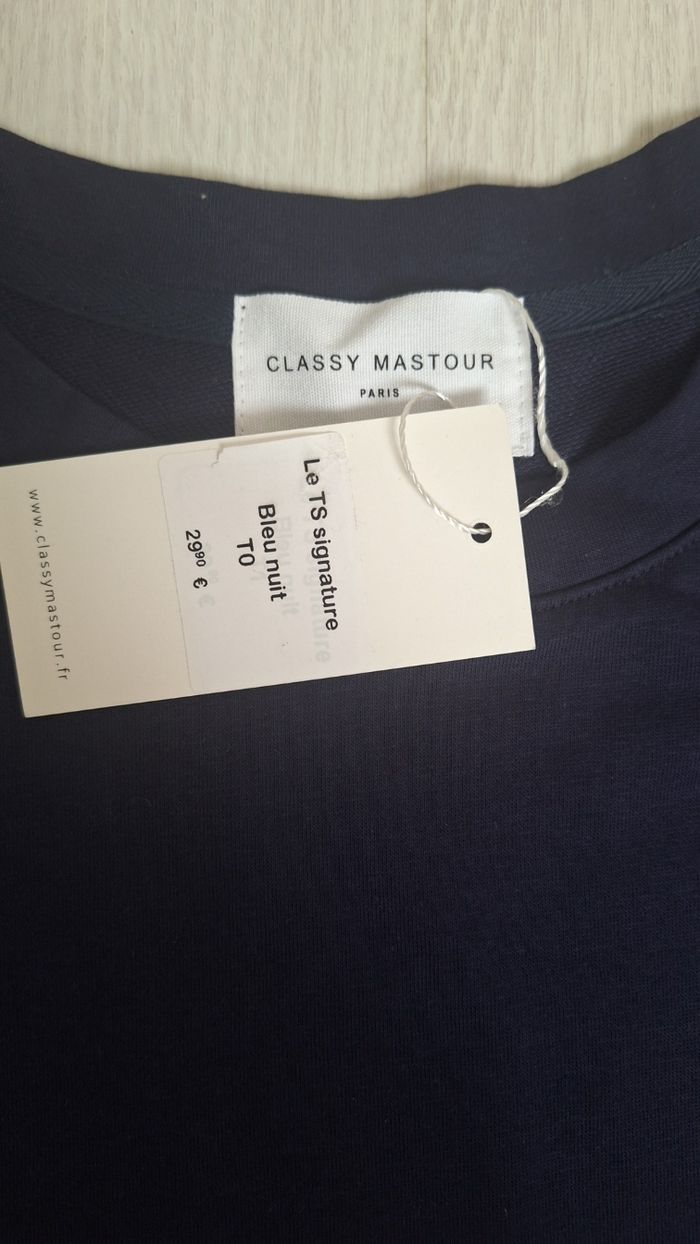 CLASSY MASTOUR
PARIS
Le TS signature
Bleu nuit
T0
29⁹⁰ €
www.classymastour.fr